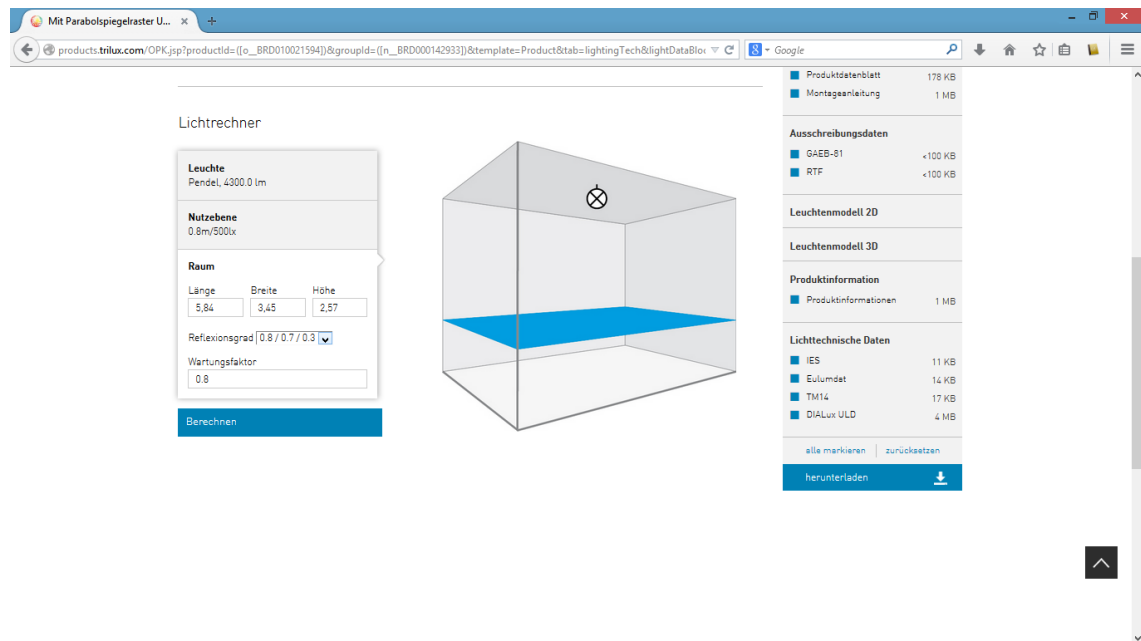 Mit Parabolspiegelraster U...
products.trilux.com/OPK.jsp?productId=([o__BRD010021594])&groupId=([n__BRD000142933])&template=Product&tab=lightingTech&lightDataBlo
Google
Produktdatenblatt 178 KB
Montageanleitung 1 MB
Lichtrechner
Leuchte
Pendel, 4300.0 lm
Nutzebene
0.8m/500lx
Raum
Länge Breite Höhe
5,84 3,45 2,57
Reflexionsgrad 0.8 / 0.7 / 0.3
Wartungsfaktor
0.8
Berechnen
Ausschreibungsdaten
GAEB-81 <100 KB
RTF <100 KB
Leuchtenmodell 2D
Leuchtenmodell 3D
Produktinformation
Produktinformationen 1 MB
Lichttechnische Daten
IES 11 KB
Eulumdat 14 KB
TM14 17 KB
DIALux ULD 4 MB
alle markieren zurücksetzen
herunterladen